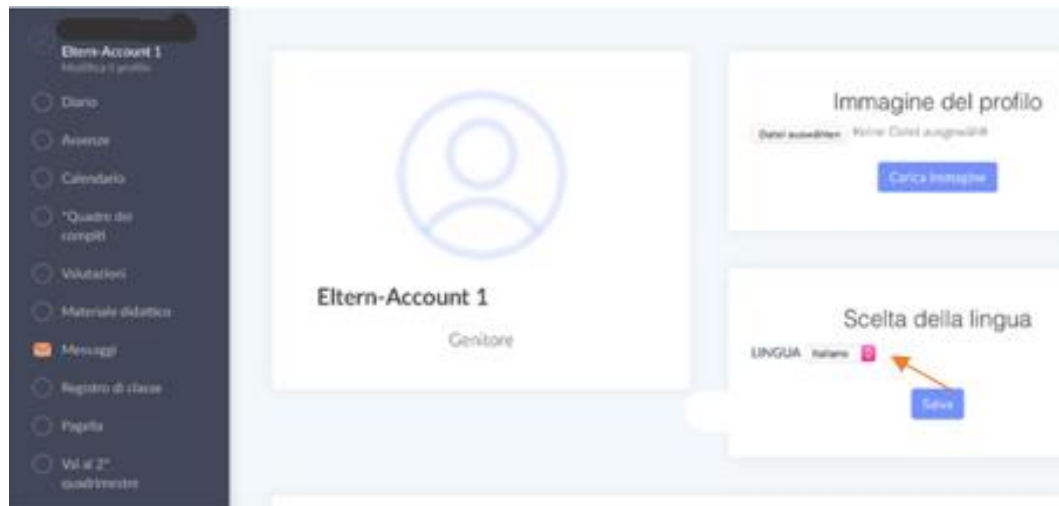 Eltern-Account 1
Modifica il profilo
Diario
Assenze
Calendario
*Quadro dei
compiti
Valutazioni
Materiale didattico
Messaggi
Registro di classe
Pagella
Val al 2°
quadrimestre
Eltern-Account 1
Genitore
Immagine del profilo
Datei auswählen Keine Datei ausgewählt
Carica immagine
Scelta della lingua
LINGUA Italiano
Salva